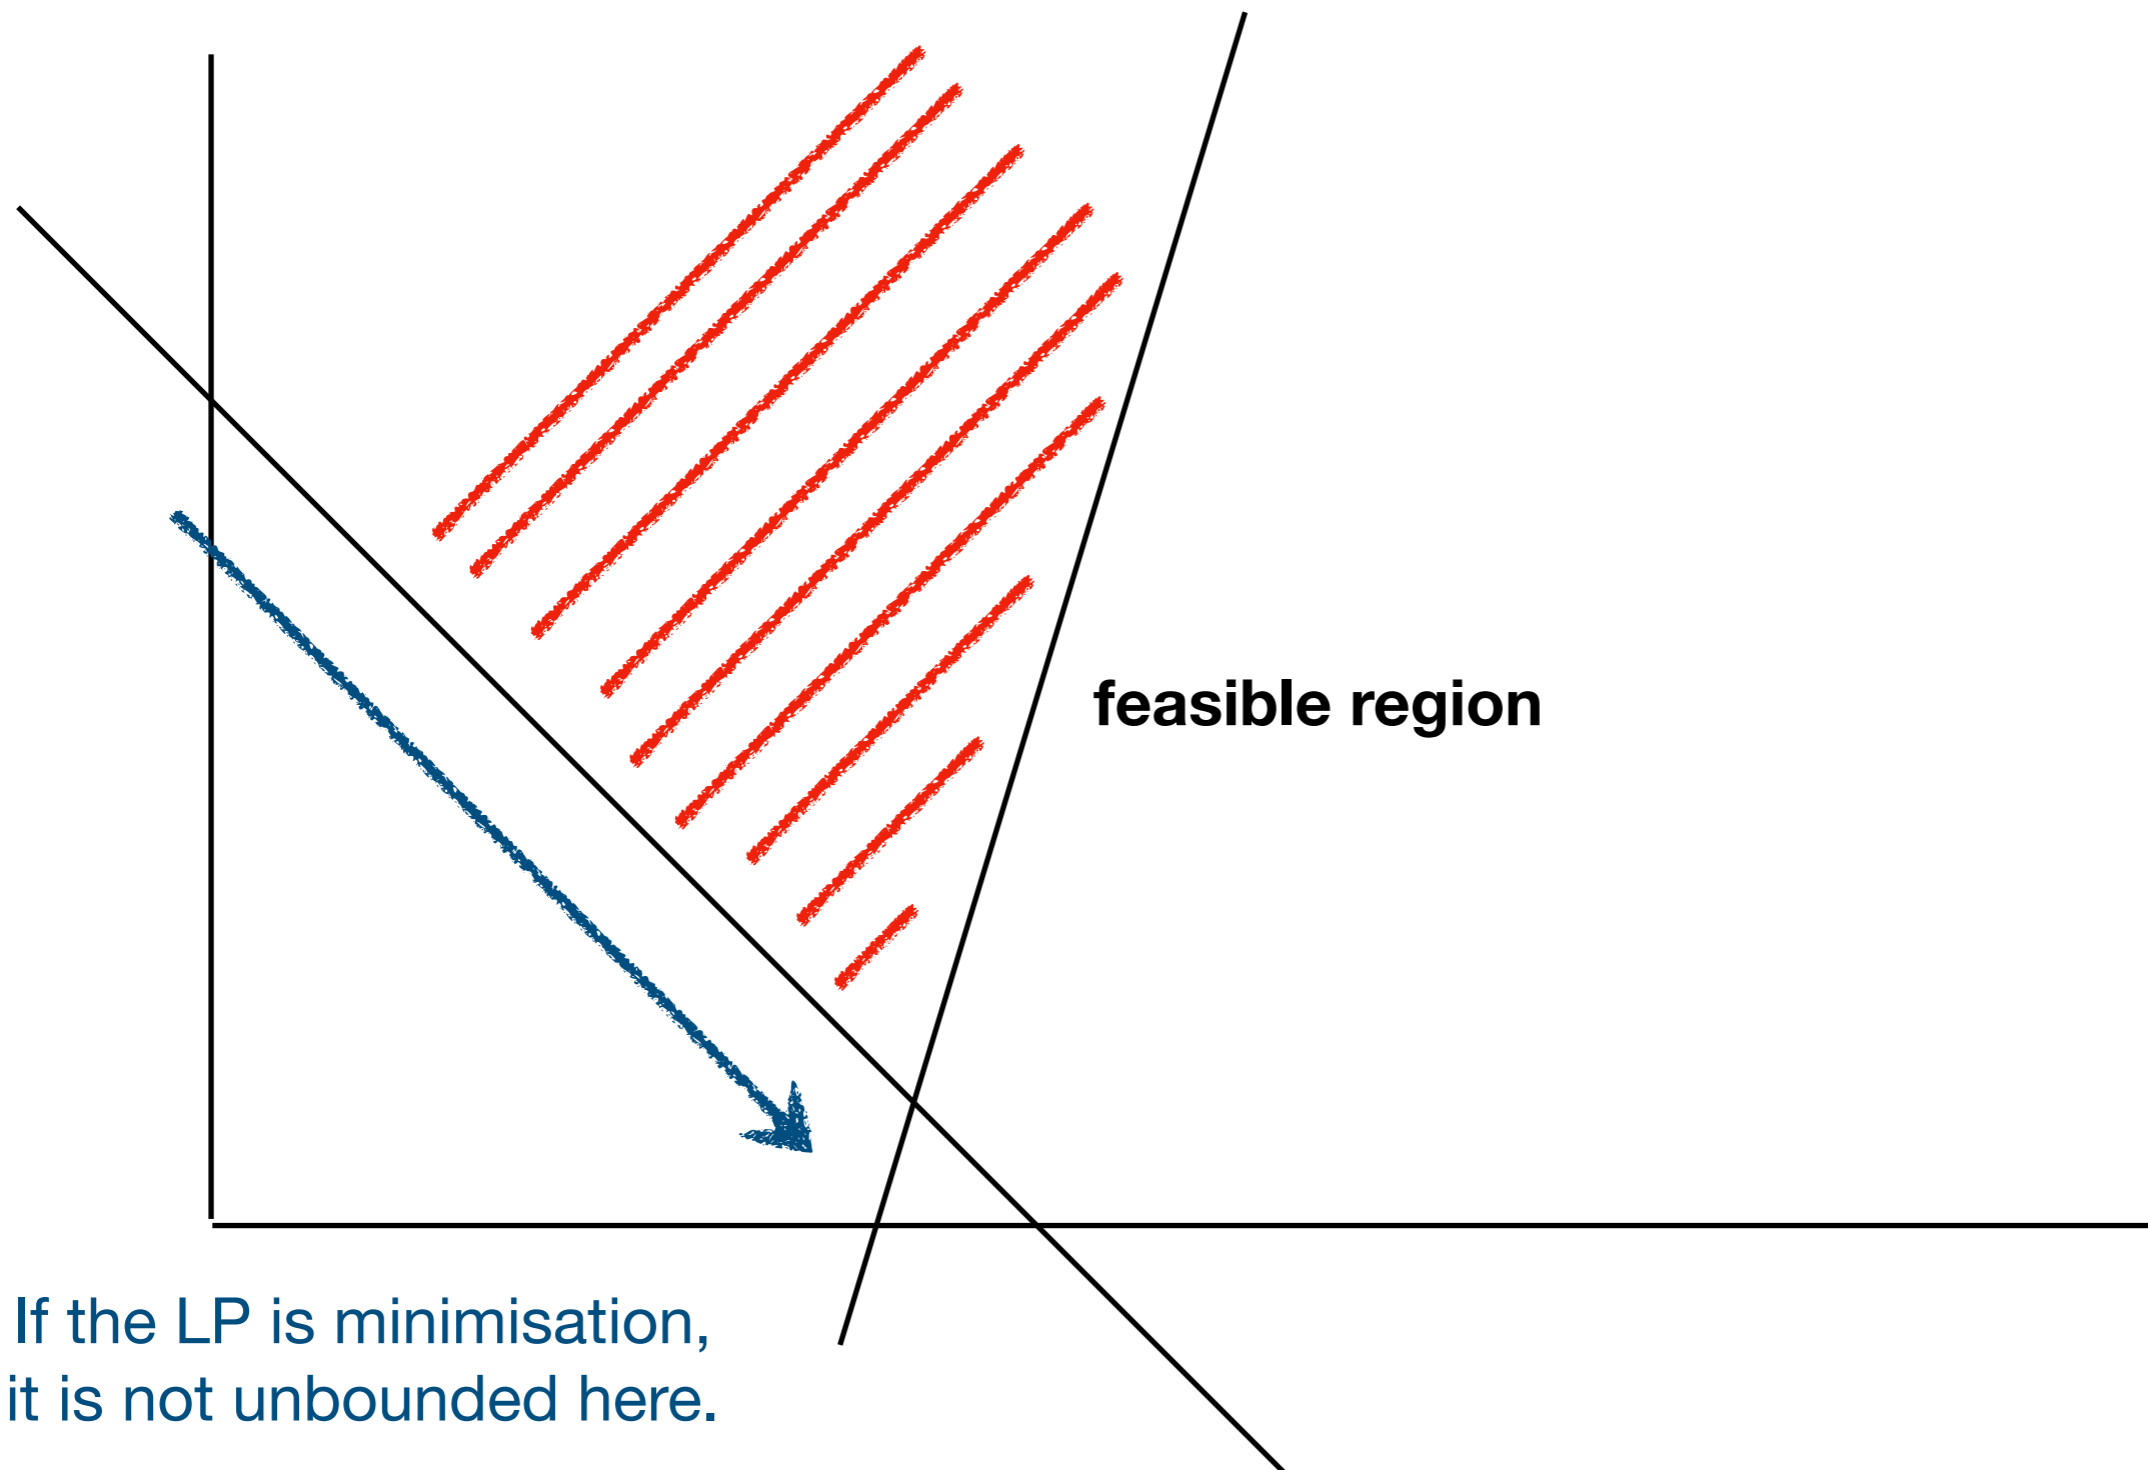 feasible region
If the LP is minimisation,
it is not unbounded here.